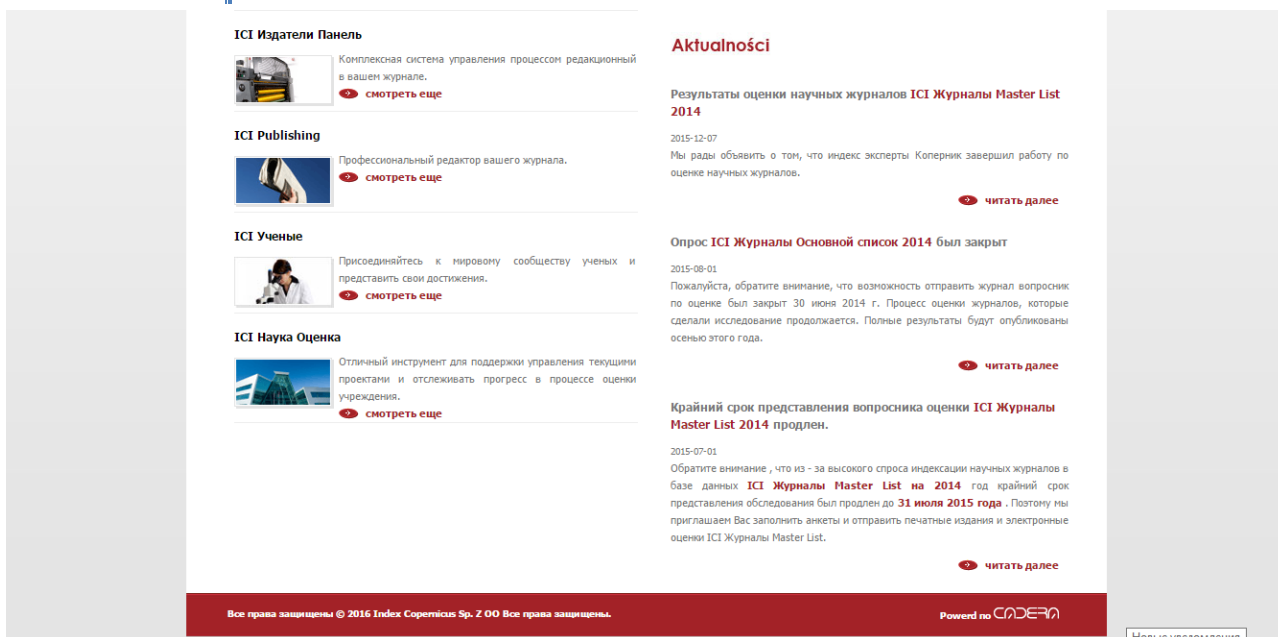 ICI Издатели Панель
Комплексная система управления процессом редакционный
в вашем журнале.
смотреть еще
ICI Publishing
Профессиональный редактор вашего журнала.
смотреть еще
ICI Ученые
Присоединяйтесь к мировому сообществу ученых и
представить свои достижения.
смотреть еще
ICI Наука Оценка
Отличный инструмент для поддержки управления текущими
проектами и отслеживать прогресс в процессе оценки
учреждения.
смотреть еще
Aktualności
Результаты оценки научных журналов ICI Журналы Master List
2014
2015-12-07
Мы рады объявить о том, что индекс эксперты Коперник завершил работу по
оценке научных журналов.
читать далее
Опрос ICI Журналы Основной список 2014 был закрыт
2015-08-01
Пожалуйста, обратите внимание, что возможность отправить журнал вопросник
по оценке был закрыт 30 июня 2014 г. Процесс оценки журналов, которые
сделали исследование продолжается. Полные результаты будут опубликованы
осенью этого года.
читать далее
Крайний срок представления вопросника оценки ICI Журналы
Master List 2014 продлен.
2015-07-01
Обратите внимание , что из - за высокого спроса индексации научных журналов в
базе данных ICI Журналы Master List на 2014 год крайний срок
представления обследования был продлен до 31 июля 2015 года . Поэтому мы
приглашаем Вас заполнить анкеты и отправить печатные издания и электронные
оценки ICI Журналы Master List.
читать далее
Все права защищены © 2016 Index Copernicus Sp. Z OO Все права защищены.
Powerd по CADERA
Новые уведомления